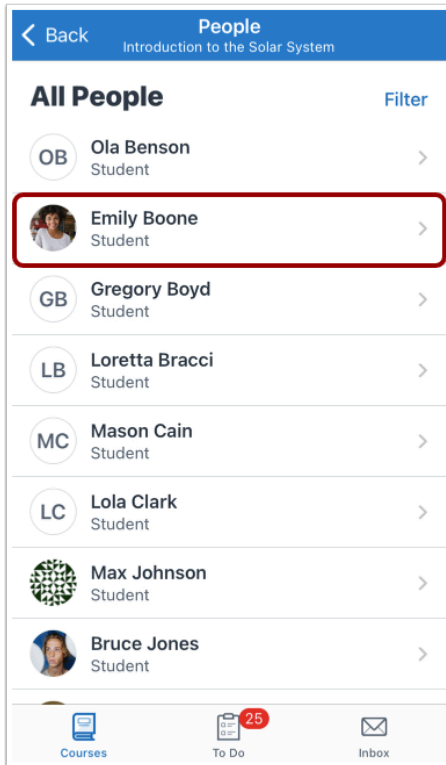 Back
People
Introduction to the Solar System
All People
Filter
OB
Ola Benson
Student
Emily Boone
Student
GB
Gregory Boyd
Student
LB
Loretta Bracci
Student
MC
Mason Cain
Student
LC
Lola Clark
Student
Max Johnson
Student
Bruce Jones
Student
25
Courses
To Do
Inbox